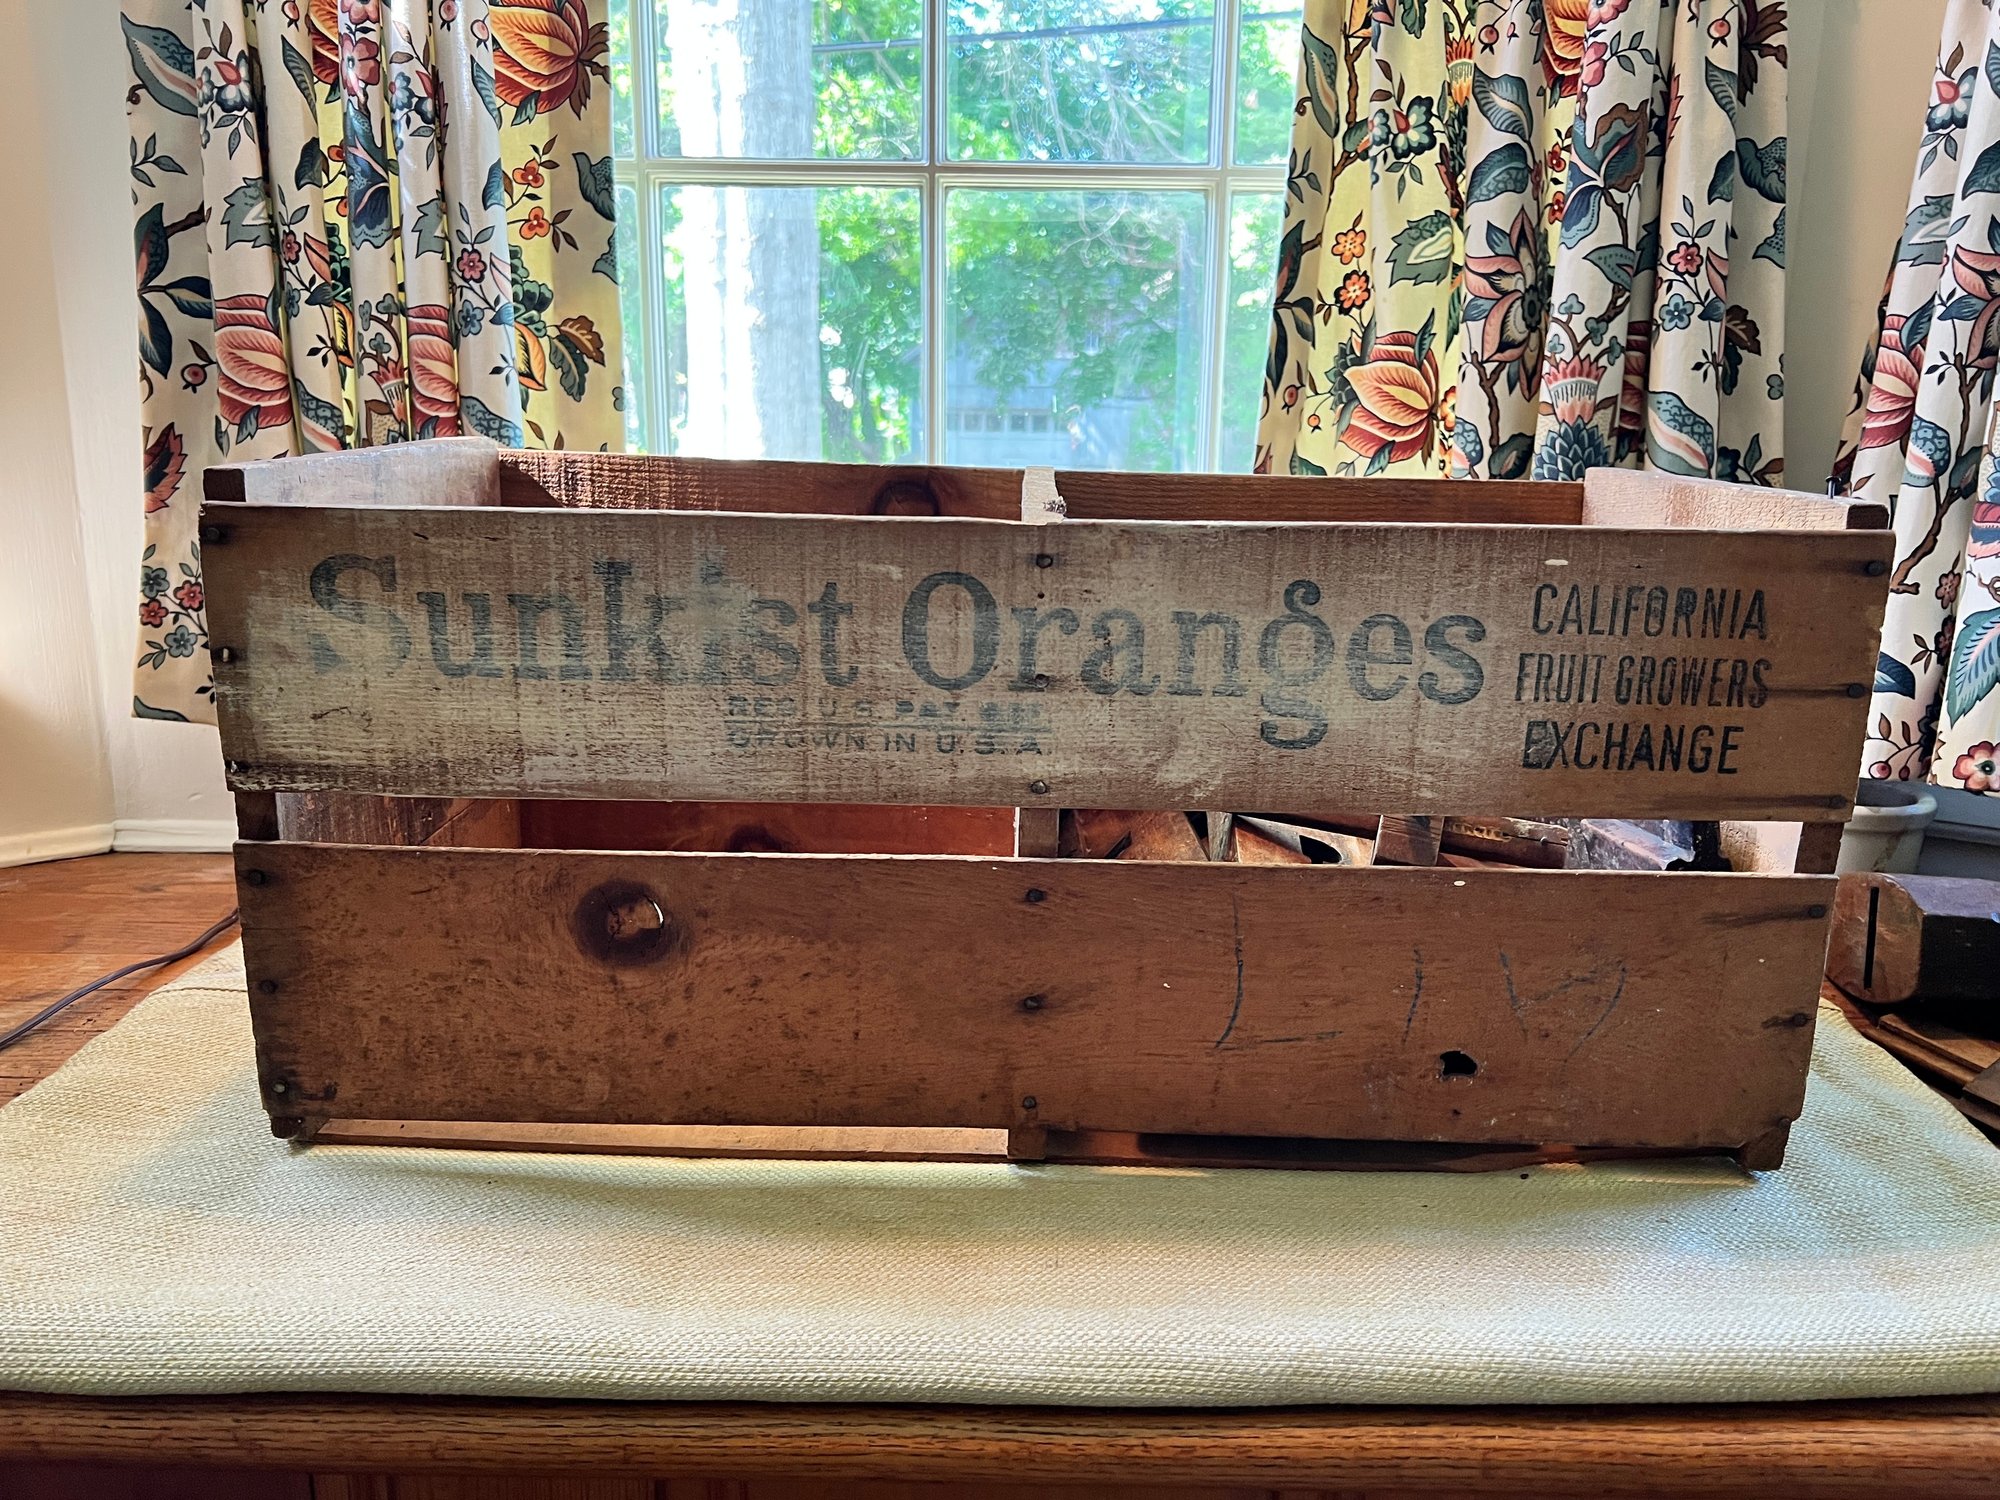 Sunkist Oranges
REG. U.S. PAT. OFF.
GROWN IN U.S.A.
CALIFORNIA
FRUIT GROWERS
EXCHANGE